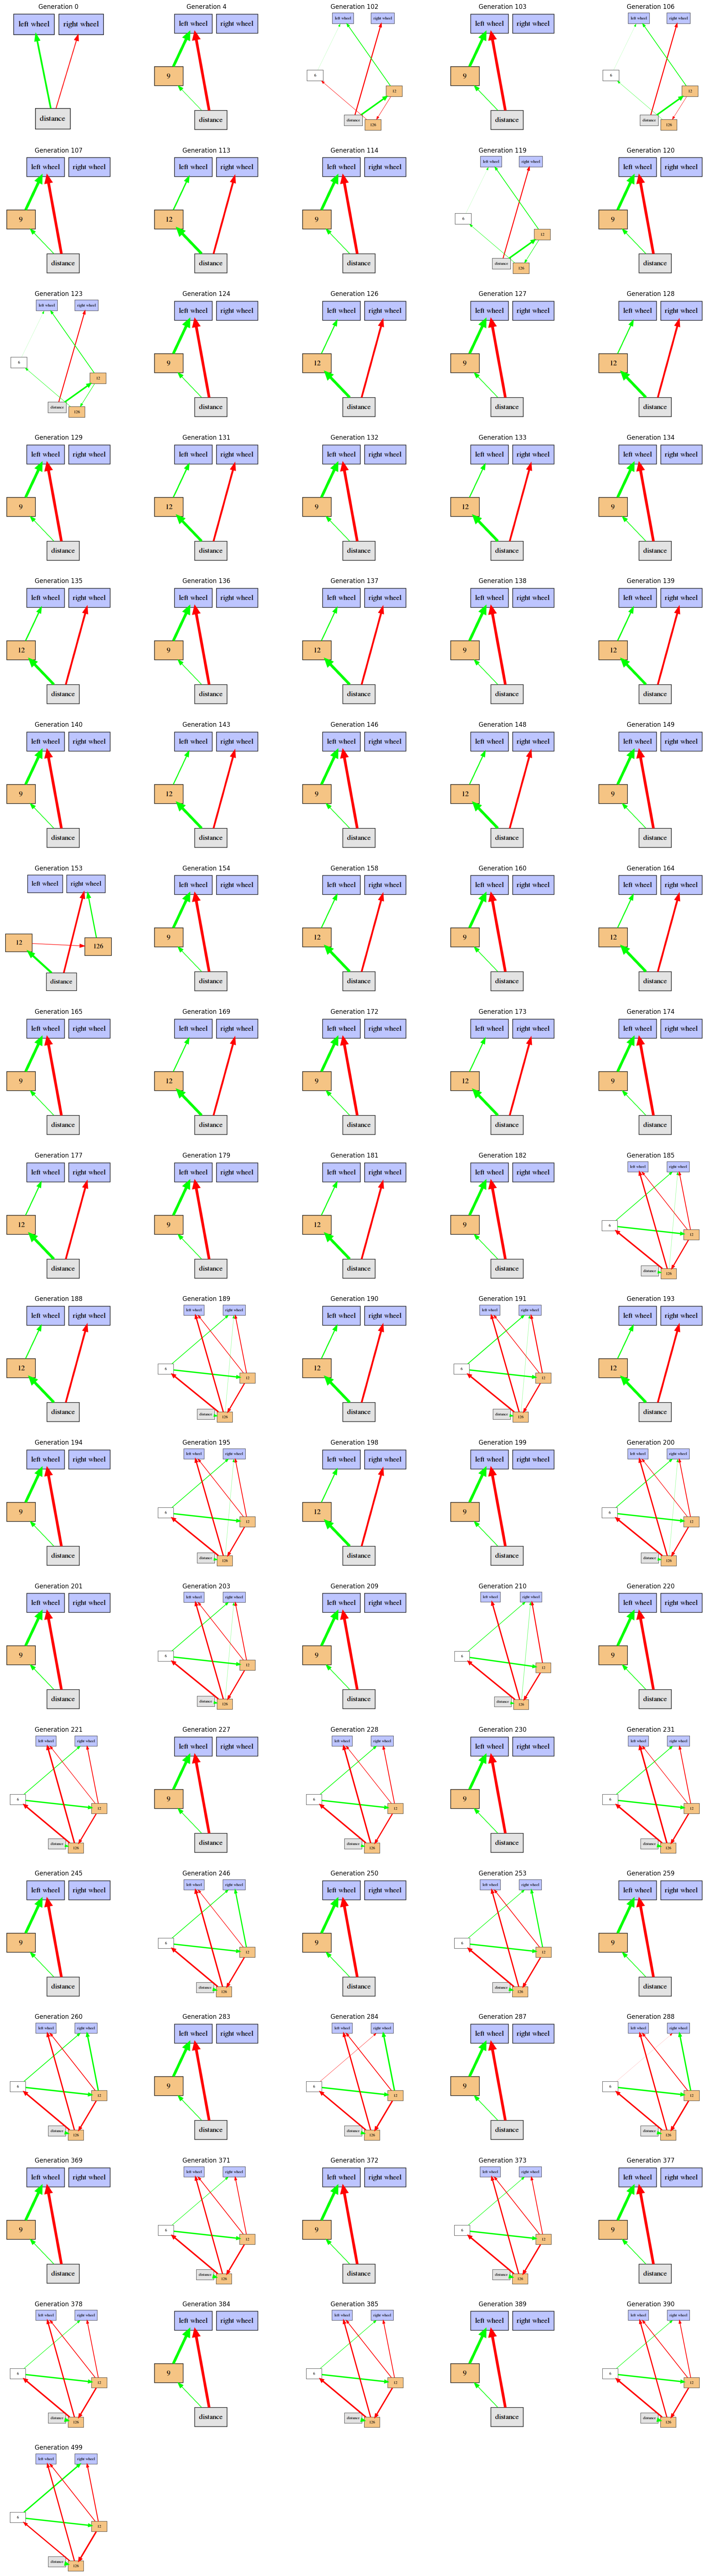 Generation 0 Generation 4 Generation 102 Generation 103 Generation 106
left wheel right wheel left wheel right wheel left wheel right wheel left wheel right wheel left wheel right wheel
9 6 9 6
12 12
distance distance distance distance distance
126 126
Generation 107 Generation 113 Generation 114 Generation 119 Generation 120
left wheel right wheel left wheel right wheel left wheel right wheel left wheel right wheel left wheel right wheel
9 12 9 6 9
12
distance distance distance distance distance
126
Generation 123 Generation 124 Generation 126 Generation 127 Generation 128
left wheel right wheel left wheel right wheel left wheel right wheel left wheel right wheel left wheel right wheel
6 9 12 9 12
12
distance distance distance distance distance
126
Generation 129 Generation 131 Generation 132 Generation 133 Generation 134
left wheel right wheel left wheel right wheel left wheel right wheel left wheel right wheel left wheel right wheel
9 12 9 12 9
distance distance distance distance distance
Generation 135 Generation 136 Generation 137 Generation 138 Generation 139
left wheel right wheel left wheel right wheel left wheel right wheel left wheel right wheel left wheel right wheel
12 9 12 9 12
distance distance distance distance distance
Generation 140 Generation 143 Generation 146 Generation 148 Generation 149
left wheel right wheel left wheel right wheel left wheel right wheel left wheel right wheel left wheel right wheel
9 12 9 12 9
distance distance distance distance distance
Generation 153 Generation 154 Generation 158 Generation 160 Generation 164
left wheel right wheel left wheel right wheel left wheel right wheel left wheel right wheel left wheel right wheel
12 126 9 12 9 12
distance distance distance distance distance
Generation 165 Generation 169 Generation 172 Generation 173 Generation 174
left wheel right wheel left wheel right wheel left wheel right wheel left wheel right wheel left wheel right wheel
9 12 9 12 9
distance distance distance distance distance
Generation 177 Generation 179 Generation 181 Generation 182 Generation 185
left wheel right wheel left wheel right wheel left wheel right wheel left wheel right wheel left wheel right wheel
12 9 12 9 6
12
distance distance distance distance distance 126
Generation 188 Generation 189 Generation 190 Generation 191 Generation 193
left wheel right wheel left wheel right wheel left wheel right wheel left wheel right wheel left wheel right wheel
12 6 12 6 12
12 12
distance distance 126 distance distance 126 distance
Generation 194 Generation 195 Generation 198 Generation 199 Generation 200
left wheel right wheel left wheel right wheel left wheel right wheel left wheel right wheel left wheel right wheel
9 6 12 9 6
12 12
distance distance 126 distance distance distance 126
Generation 201 Generation 203 Generation 209 Generation 210 Generation 220
left wheel right wheel left wheel right wheel left wheel right wheel left wheel right wheel left wheel right wheel
9 6 9 6 9
12 12
distance distance 126 distance distance 126 distance
Generation 221 Generation 227 Generation 228 Generation 230 Generation 231
left wheel right wheel left wheel right wheel left wheel right wheel left wheel right wheel left wheel right wheel
6 9 6 9 6
12 12 12
distance 126 distance distance 126 distance distance 126
Generation 245 Generation 246 Generation 250 Generation 253 Generation 259
left wheel right wheel left wheel right wheel left wheel right wheel left wheel right wheel left wheel right wheel
9 6 9 6 9
12 12
distance distance 126 distance distance 126 distance
Generation 260 Generation 283 Generation 284 Generation 287 Generation 288
left wheel right wheel left wheel right wheel left wheel right wheel left wheel right wheel left wheel right wheel
6 9 6 9 6
12 12 12
distance 126 distance distance 126 distance distance 126
Generation 369 Generation 371 Generation 372 Generation 373 Generation 377
left wheel right wheel left wheel right wheel left wheel right wheel left wheel right wheel left wheel right wheel
9 6 9 6 9
12 12
distance distance 126 distance distance 126 distance
Generation 378 Generation 384 Generation 385 Generation 389 Generation 390
left wheel right wheel left wheel right wheel left wheel right wheel left wheel right wheel left wheel right wheel
6 9 6 9 6
12 12 12
distance 126 distance distance 126 distance distance 126
Generation 499
left wheel right wheel
6
12
distance 126